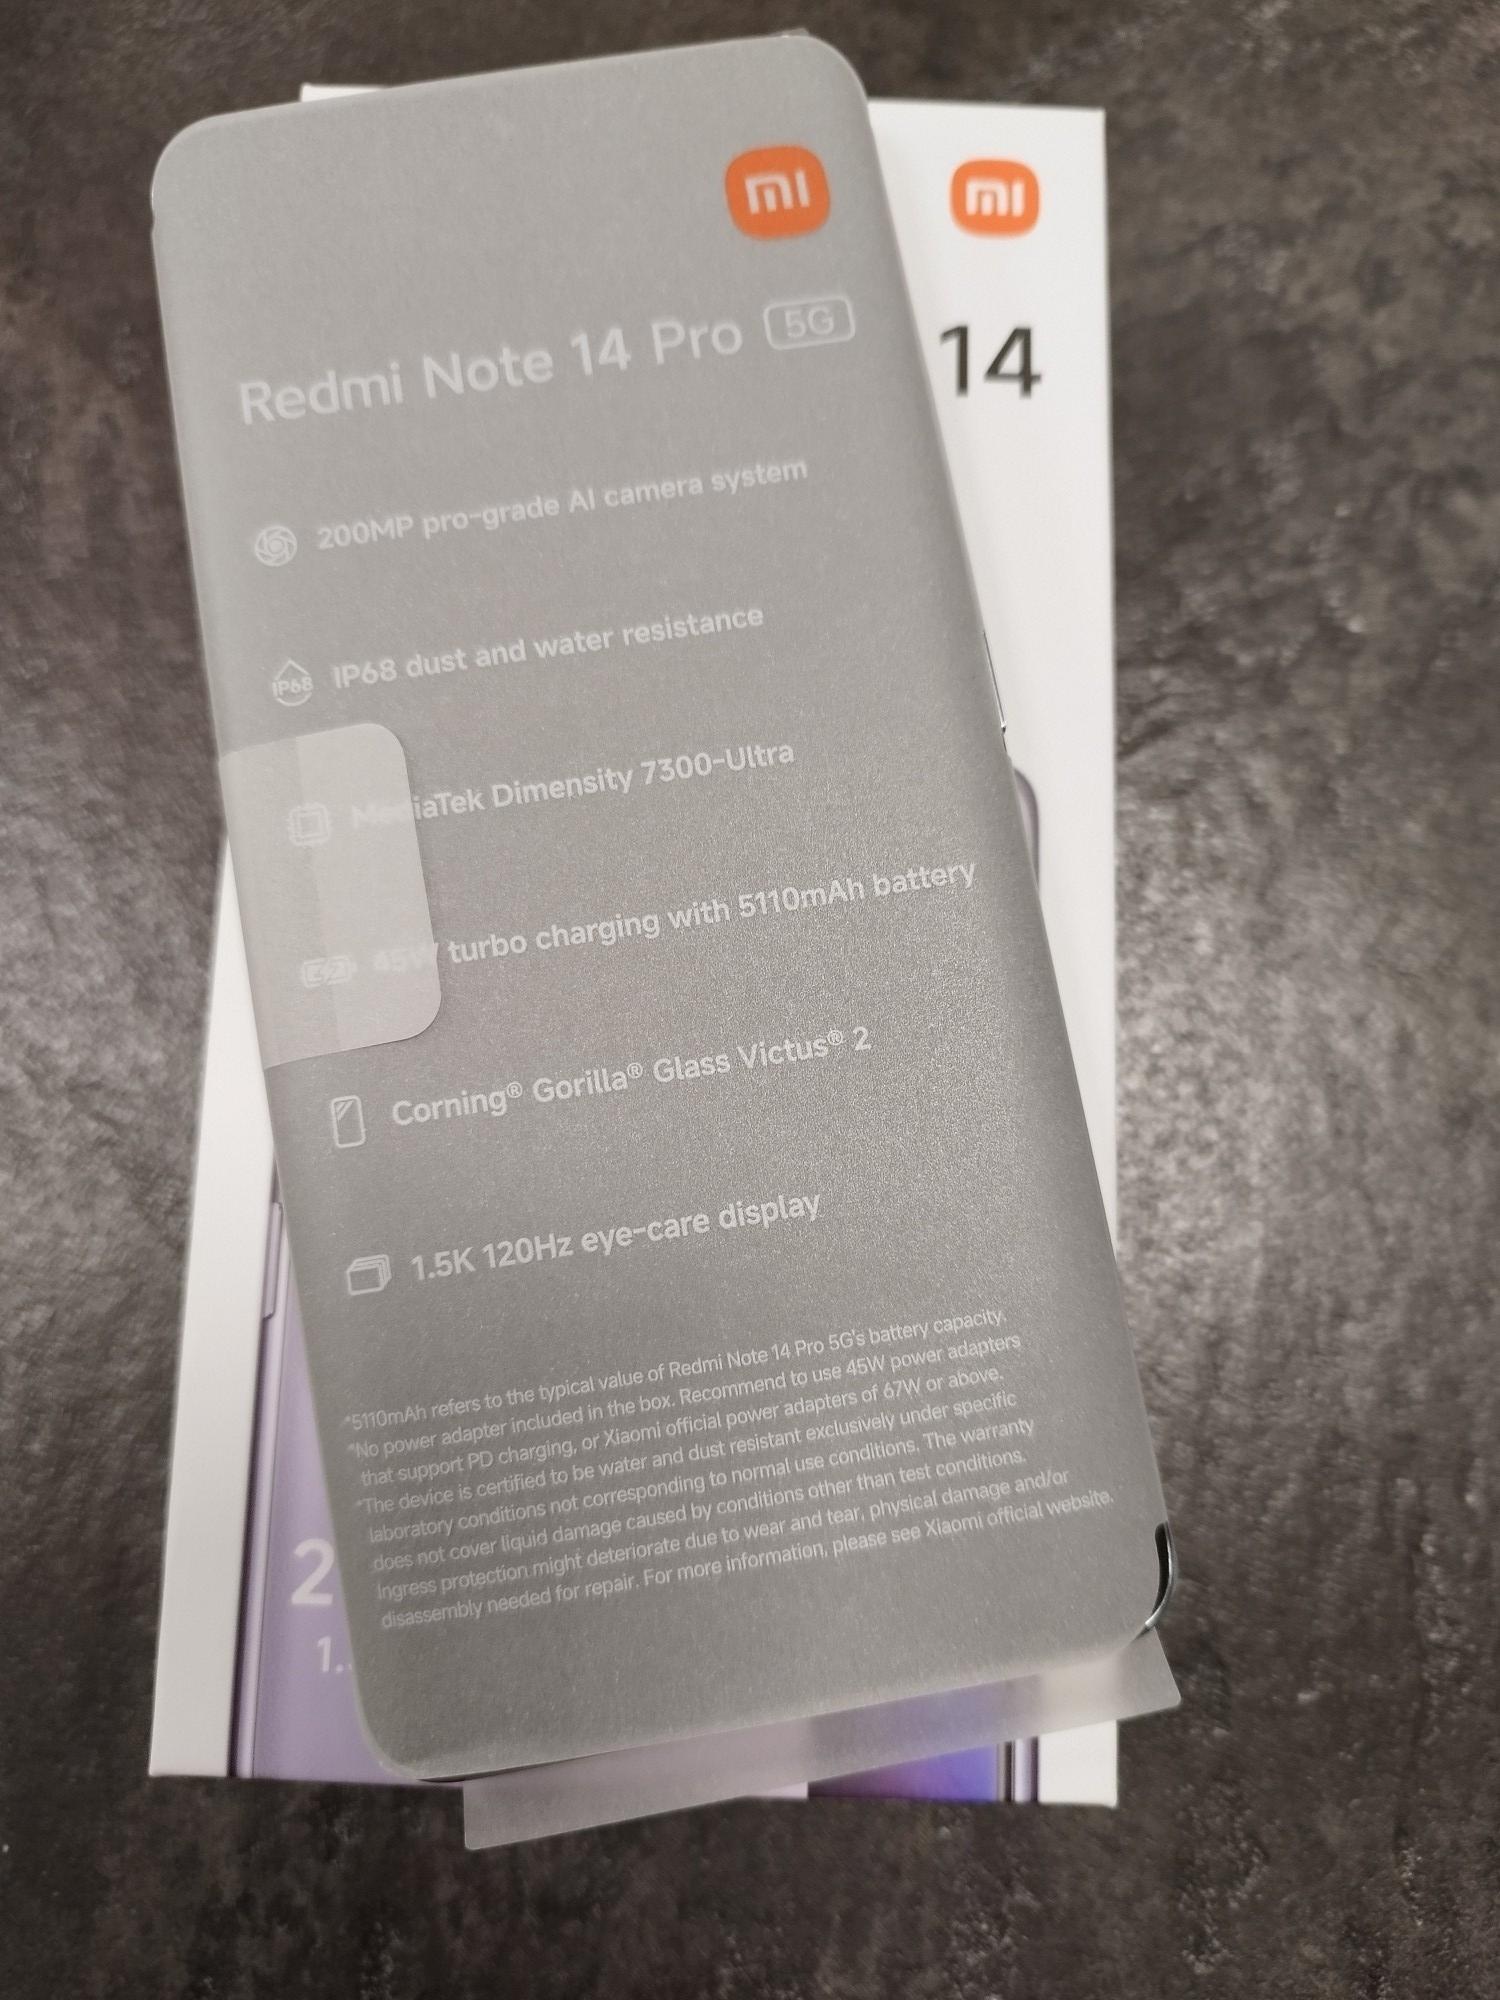 mi
mi
Redmi Note 14 Pro 5G
14
200MP pro-grade AI camera system
IP68
IP68 dust and water resistance
MediaTek Dimensity 7300-Ultra
45W turbo charging with 5110mAh battery
Corning® Gorilla® Glass Victus® 2
1.5K 120Hz eye-care display
*5110mAh refers to the typical value of Redmi Note 14 Pro 5G's battery capacity.
*No power adapter included in the box. Recommend to use 45W power adapters
that support PD charging, or Xiaomi official power adapters of 67W or above.
*The device is certified to be water and dust resistant exclusively under specific
laboratory conditions not corresponding to normal use conditions. The warranty
does not cover liquid damage caused by conditions other than test conditions.
Ingress protection might deteriorate due to wear and tear, physical damage and/or
disassembly needed for repair. For more information, please see Xiaomi official website.
2
1.